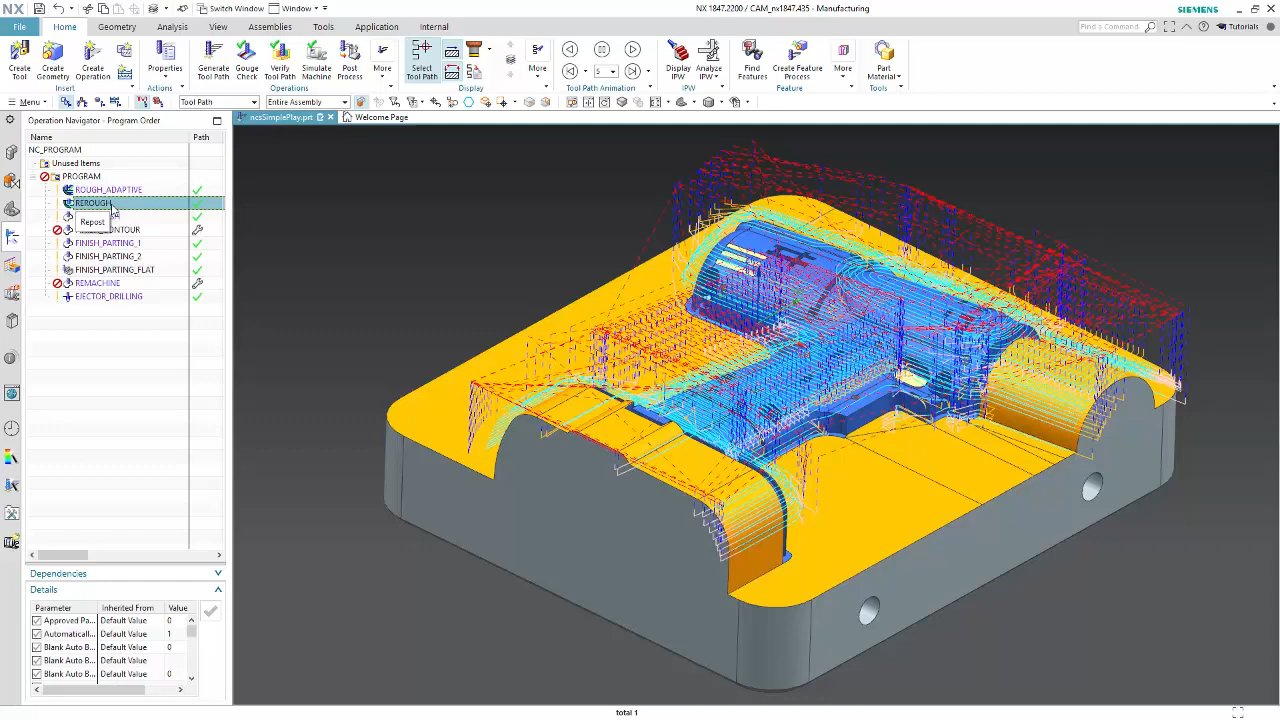 NX
Switch Window
Window
NX 1847.2200 / CAM_nx1847.435 - Manufacturing
SIEMENS
File
Home
Geometry
Analysis
View
Assemblies
Tools
Application
Internal
Find a Command
Tutorials
Create Tool
Create Geometry
Create Operation
Properties
Generate Tool Path
Gouge Check
Verify Tool Path
Simulate Machine
Post Process
More
Select Tool Path
More
5
Display IPW
Analyze IPW
Find Features
Create Feature Process
More
Part Material
Insert
Actions
Operations
Display
Tool Path Animation
IPW
Feature
Tools
Menu
Tool Path
Entire Assembly
Operation Navigator - Program Order
ncsSimplePlay.prt
Welcome Page
Name
Path
NC_PROGRAM
Unused Items
PROGRAM
ROUGH_ADAPTIVE
REROUGH
Repost
CONTOUR
FINISH_PARTING_1
FINISH_PARTING_2
FINISH_PARTING_FLAT
REMACHINE
EJECTOR_DRILLING
Dependencies
Details
Parameter
Inherited From
Value
Approved Pa...
Default Value
0
Automaticall...
Default Value
1
Blank Auto B...
Default Value
0
Blank Auto B...
Default Value
Blank Auto B...
Default Value
0
total 1